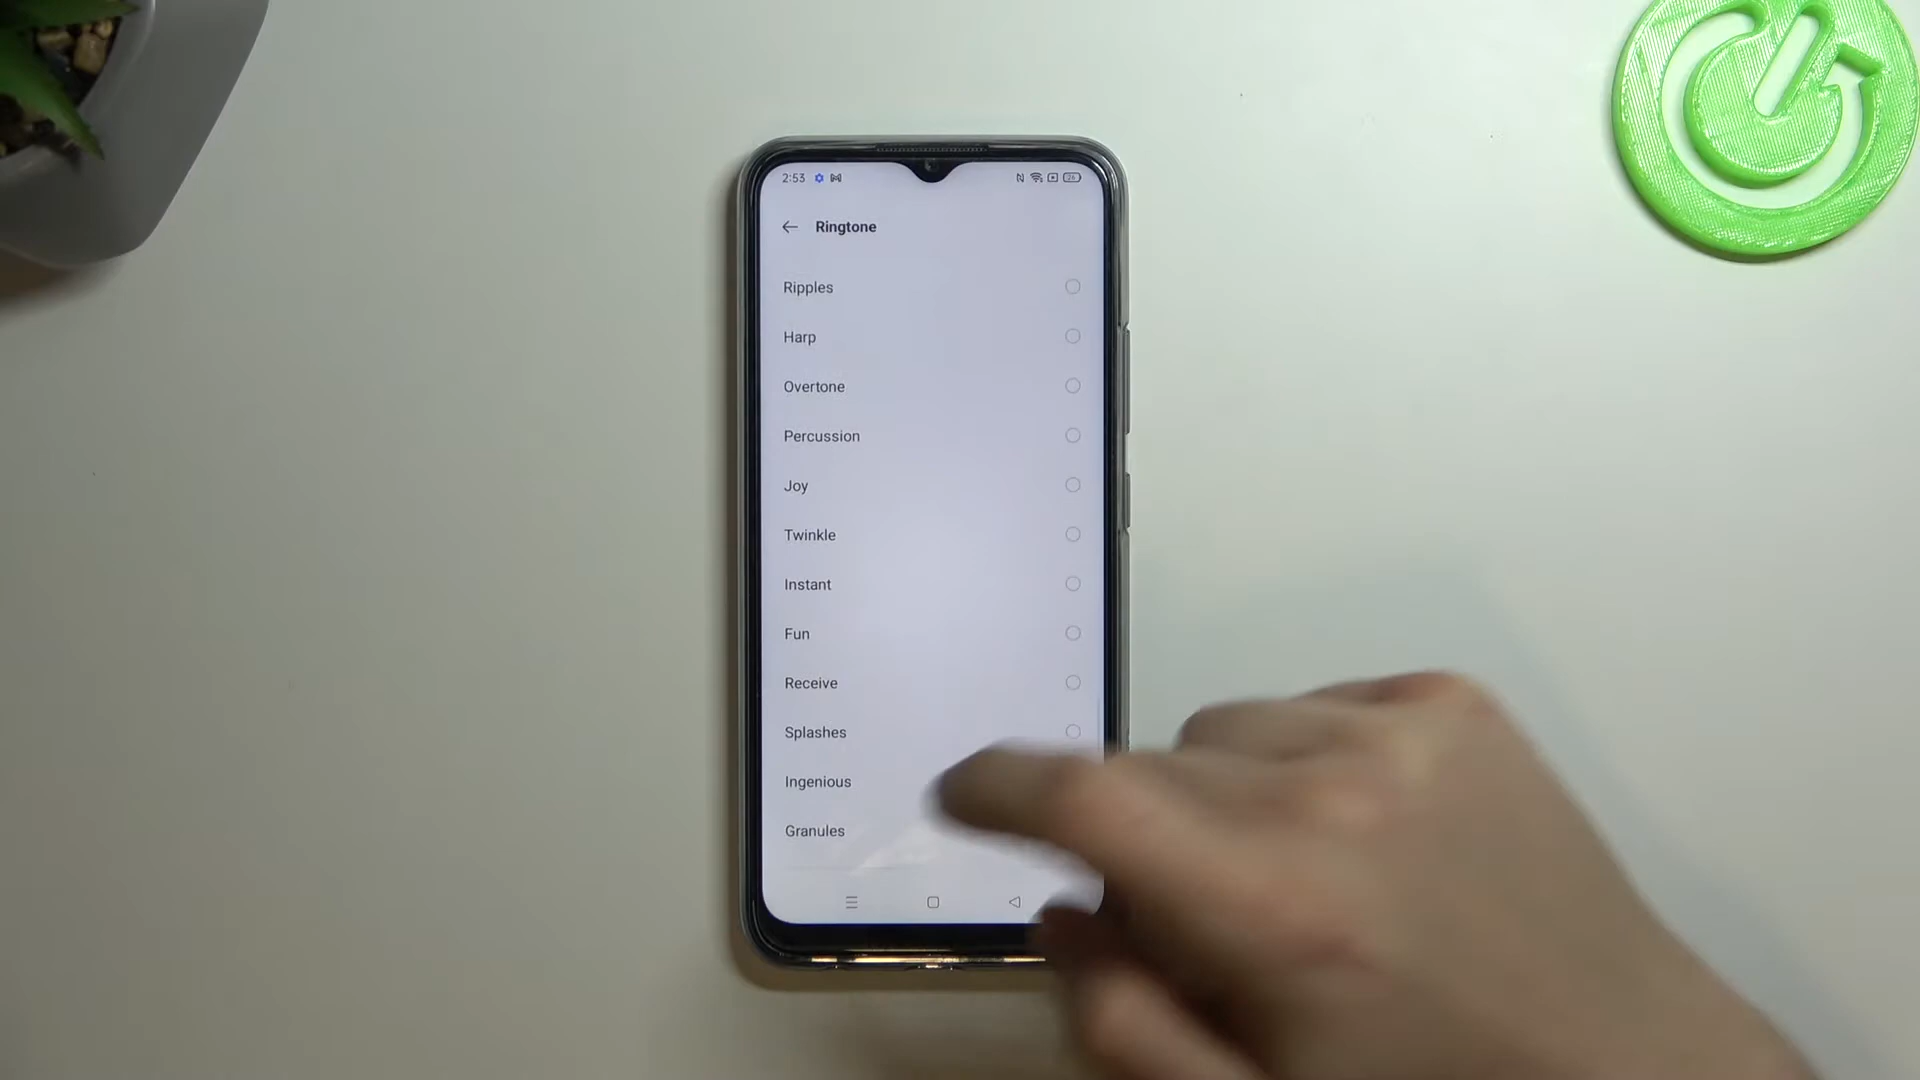 2:53
Ringtone
Ripples
Harp
Overtone
Percussion
Joy
Twinkle
Instant
Fun
Receive
Splashes
Ingenious
Granules